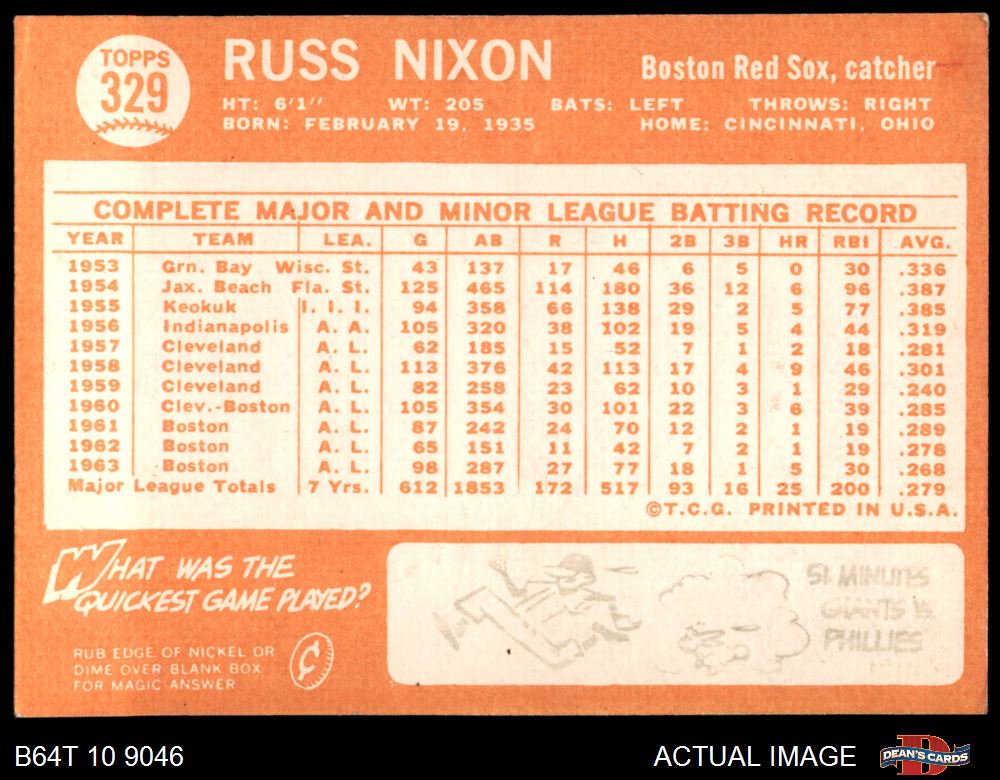 TOPPS
329
RUSS NIXON
Boston Red Sox, catcher
HT: 6'1" WT: 205 BATS: LEFT THROWS: RIGHT
BORN: FEBRUARY 19, 1935 HOME: CINCINNATI, OHIO
COMPLETE MAJOR AND MINOR LEAGUE BATTING RECORD
YEAR TEAM LEA. G AB R H 2B 3B HR RBI AVG.
1953 Grn. Bay Wisc. St. 43 137 17 46 6 5 0 30 .336
1954 Jax. Beach Fla. St. 125 465 114 180 36 12 6 96 .387
1955 Keokuk I. I. I. 94 358 66 138 29 2 5 77 .385
1956 Indianapolis A. A. 105 320 38 102 19 5 4 44 .319
1957 Cleveland A. L. 62 185 15 52 7 1 2 18 .281
1958 Cleveland A. L. 113 376 42 113 17 4 9 46 .301
1959 Cleveland A. L. 82 258 23 62 10 3 1 29 .240
1960 Clev.-Boston A. L. 105 354 30 101 22 3 6 39 .285
1961 Boston A. L. 87 242 24 70 12 2 1 19 .289
1962 Boston A. L. 65 151 11 42 7 2 1 19 .278
1963 Boston A. L. 98 287 27 77 18 1 5 30 .268
Major League Totals 7 Yrs. 612 1853 172 517 93 16 25 200 .279
©T.C.G. PRINTED IN U.S.A.
WHAT WAS THE
QUICKEST GAME PLAYED?
RUB EDGE OF NICKEL OR
DIME OVER BLANK BOX
FOR MAGIC ANSWER
¢
51 MINUTES
GIANTS VS
PHILLIES
B64T 10 9046
ACTUAL IMAGE
D
DEAN'S CARDS